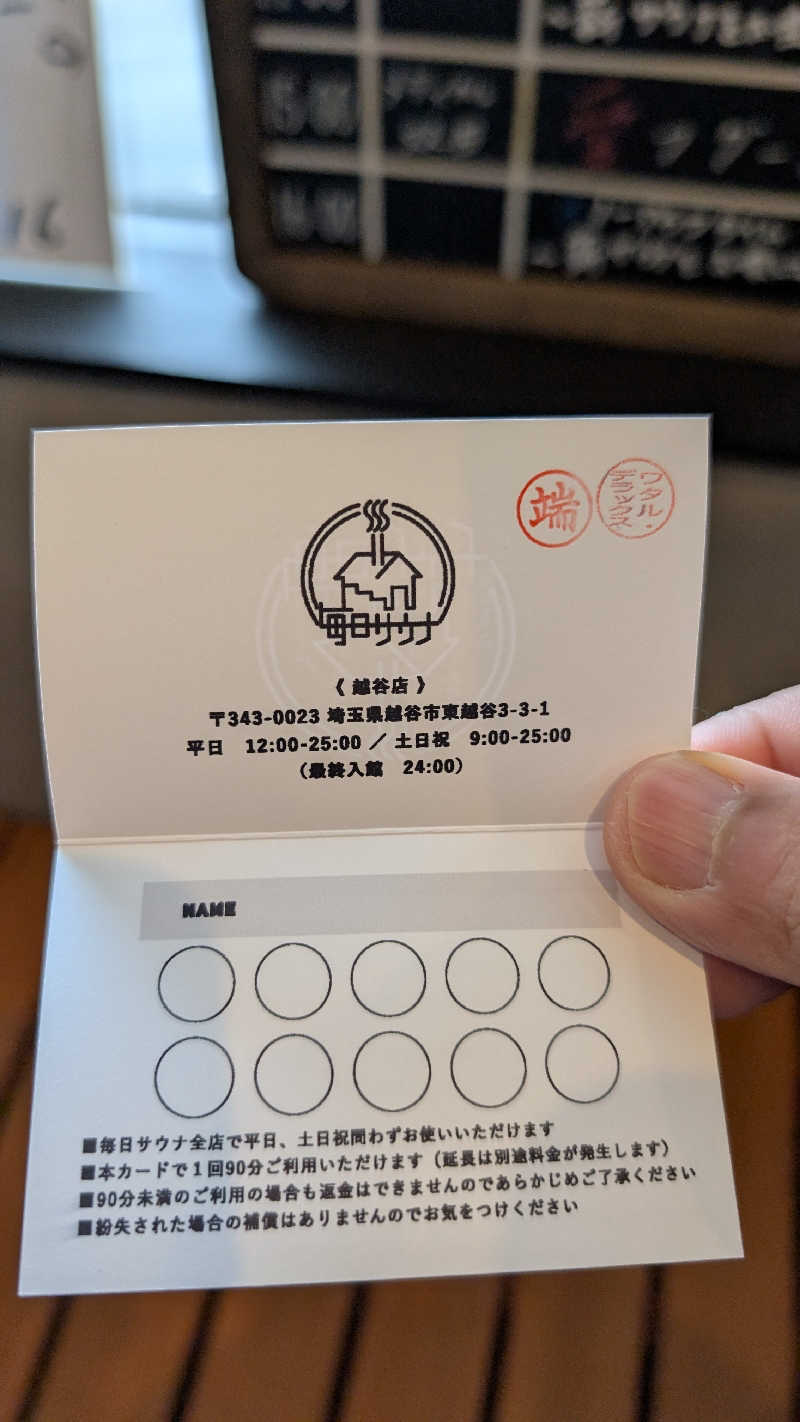 端
ワタル・
デラックス
毎日サウナ
《 越谷店 》
〒343-0023 埼玉県越谷市東越谷3-3-1
平日　12:00-25:00 ／ 土日祝　9:00-25:00
（最終入館　24:00）
NAME
■毎日サウナ全店で平日、土日祝問わずお使いいただけます
■本カードで１回90分ご利用いただけます（延長は別途料金が発生します）
■90分未満のご利用の場合も返金はできませんのであらかじめご了承ください
■紛失された場合の補償はありませんのでお気をつけください